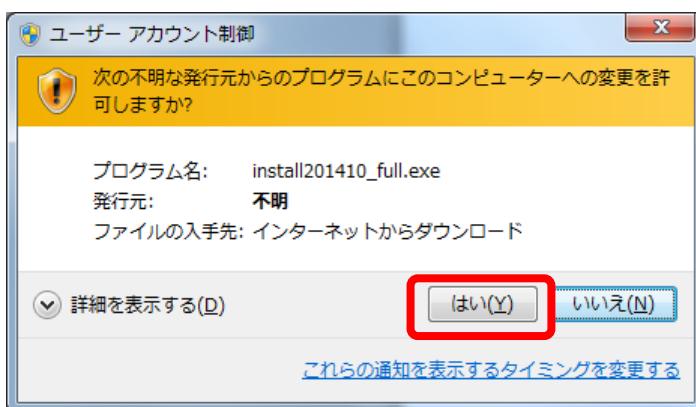 ユーザー アカウント制御
次の不明な発行元からのプログラムにこのコンピューターへの変更を許
可しますか?
プログラム名: install201410_full.exe
発行元: 不明
ファイルの入手先: インターネットからダウンロード
詳細を表示する(D) はい(Y) いいえ(N)
これらの通知を表示するタイミングを変更する